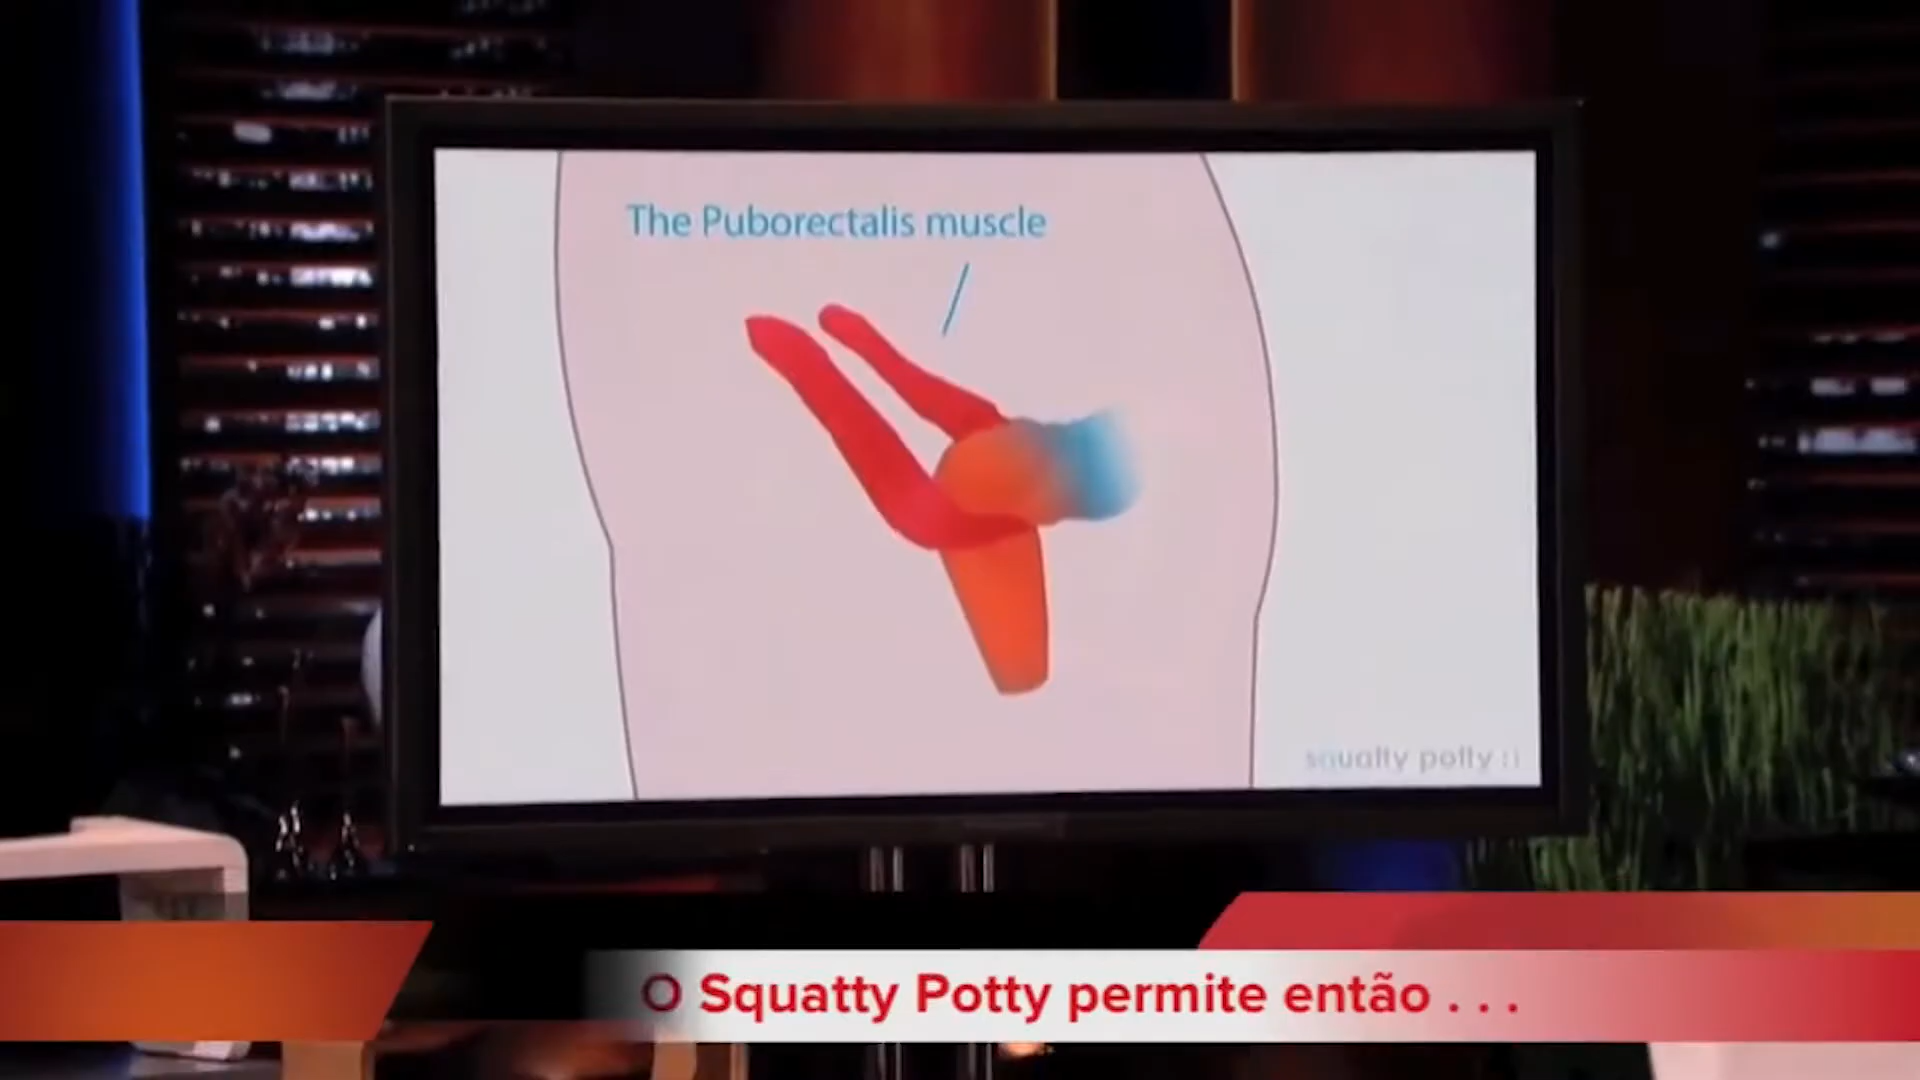 The Puborectalis muscle
squatty potty :)
O Squatty Potty permite então . . .